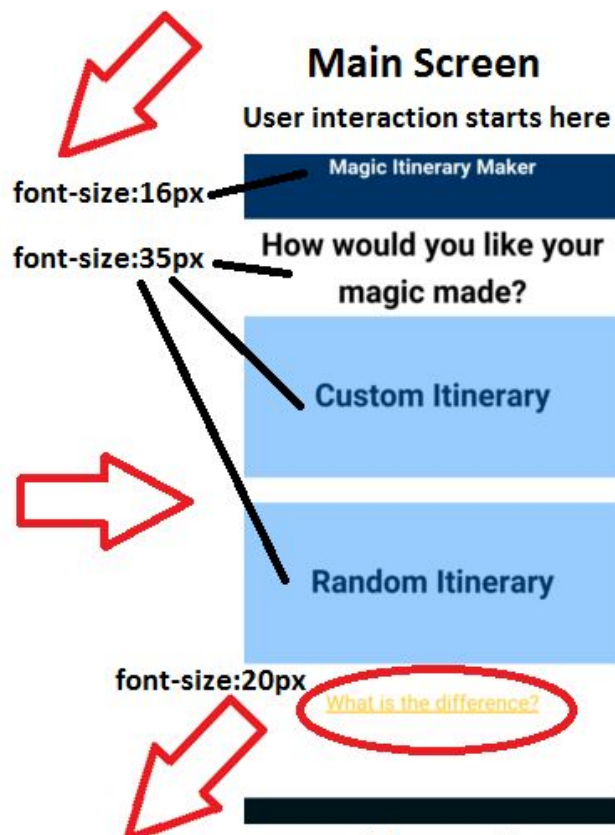 Main Screen
User interaction starts here
Magic Itinerary Maker
font-size:16px
How would you like your
font-size:35px
magic made?
Custom Itinerary
Random Itinerary
font-size:20px
What is the difference?